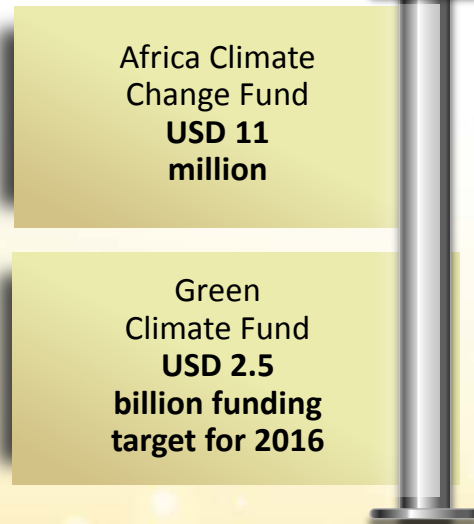 Africa Climate
Change Fund
USD 11
million
Green
Climate Fund
USD 2.5
billion funding
target for 2016